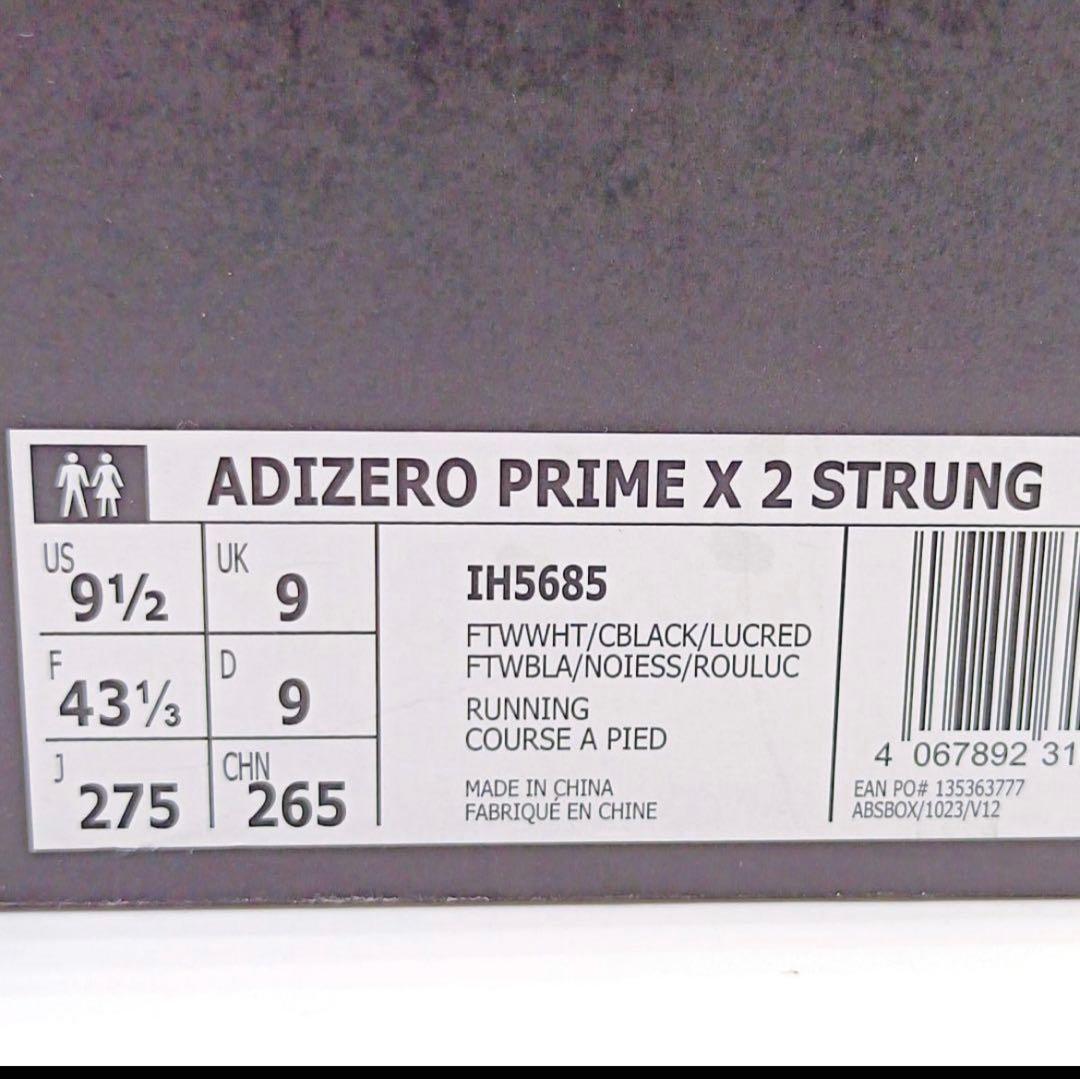 ADIZERO PRIME X 2 STRUNG
US 9½ UK 9
F 43⅓ D 9
J 275 CHN 265
IH5685
FTWWHT/CBLACK/LUCRED
FTWBLA/NOIESS/ROULUC
RUNNING
COURSE A PIED
MADE IN CHINA
FABRIQUÉ EN CHINE
4 067892 31
EAN PO# 135363777
ABSBOX/1023/V12